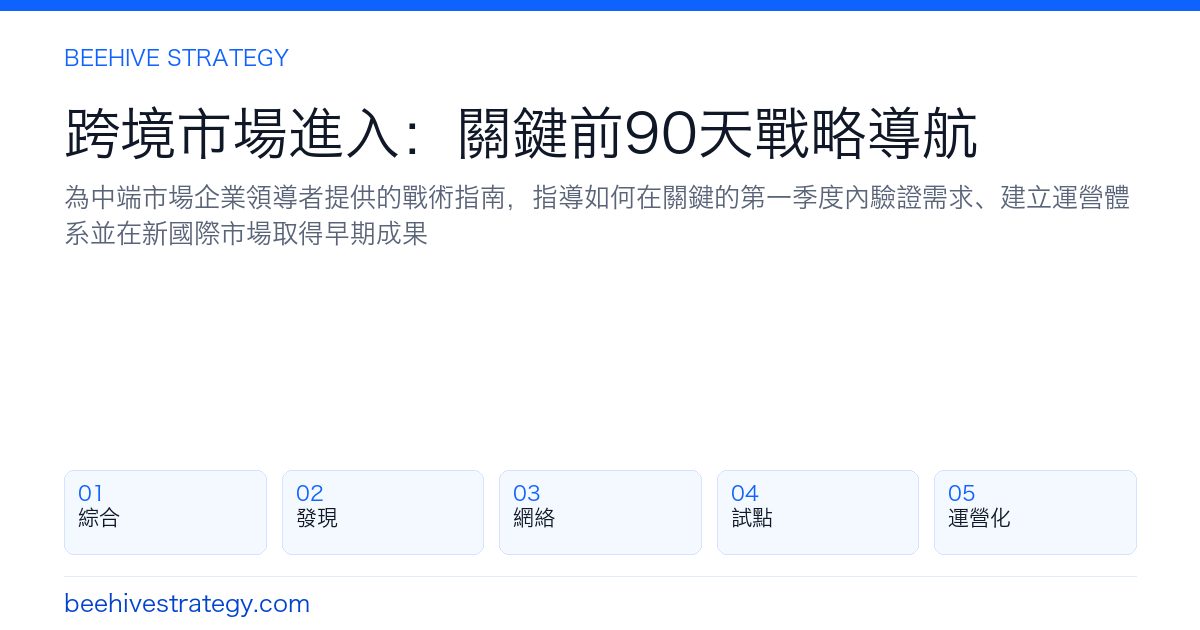 BEEHIVE STRATEGY
跨境市場進入：關鍵前90天戰略導航
為中端市場企業領導者提供的戰術指南，指導如何在關鍵的第一季度內驗證需求、建立運營體
系並在新國際市場取得早期成果
01
綜合
02
發現
03
網絡
04
試點
05
運營化
beehivestrategy.com